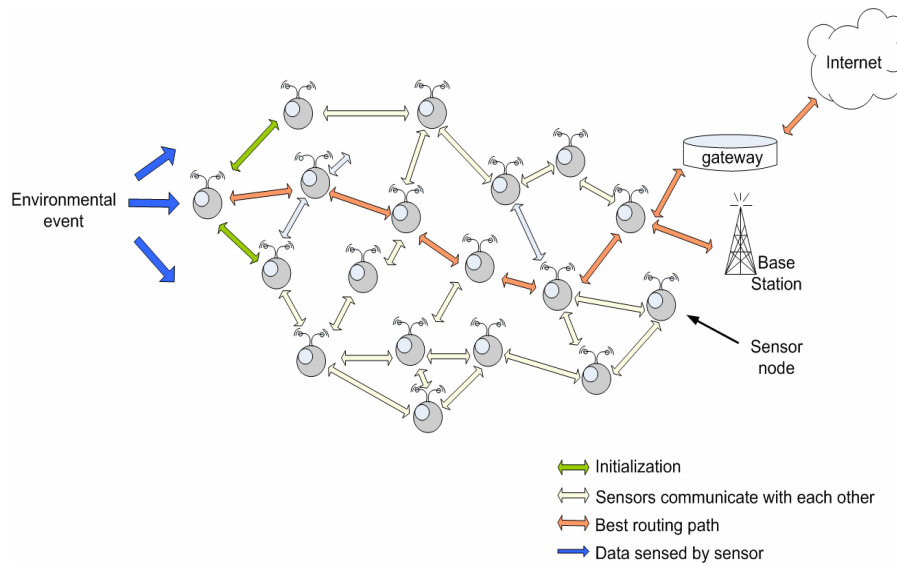 Internet
gateway
Environmental
event
Base
Station
Sensor
node
Initialization
Sensors communicate with each other
Best routing path
Data sensed by sensor